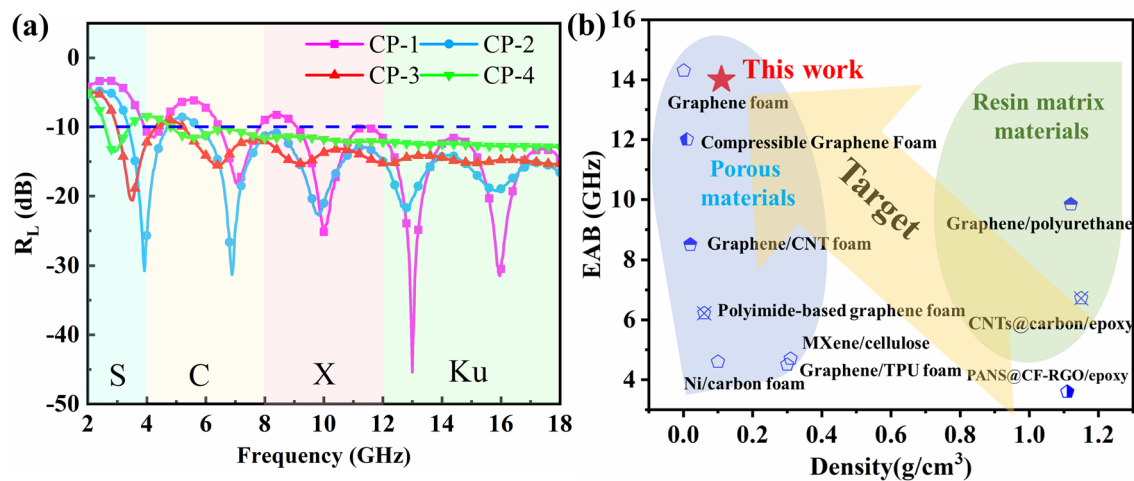 (a)
0
-10
-20
-30
-40
-50
R_L (dB)
CP-1
CP-2
CP-3
CP-4
S
C
X
Ku
2
4
6
8
10
12
14
16
18
Frequency (GHz)
(b)
16
14
12
10
8
6
4
EAB (GHz)
This work
Graphene foam
Compressible Graphene Foam
Porous
materials
Graphene/CNT foam
Polyimide-based graphene foam
MXene/cellulose
Graphene/TPU foam
Ni/carbon foam
Target
Resin matrix
materials
Graphene/polyurethane
CNTs@carbon/epoxy
PANS@CF-RGO/epoxy
0.0
0.2
0.4
0.6
0.8
1.0
1.2
Density(g/cm³)